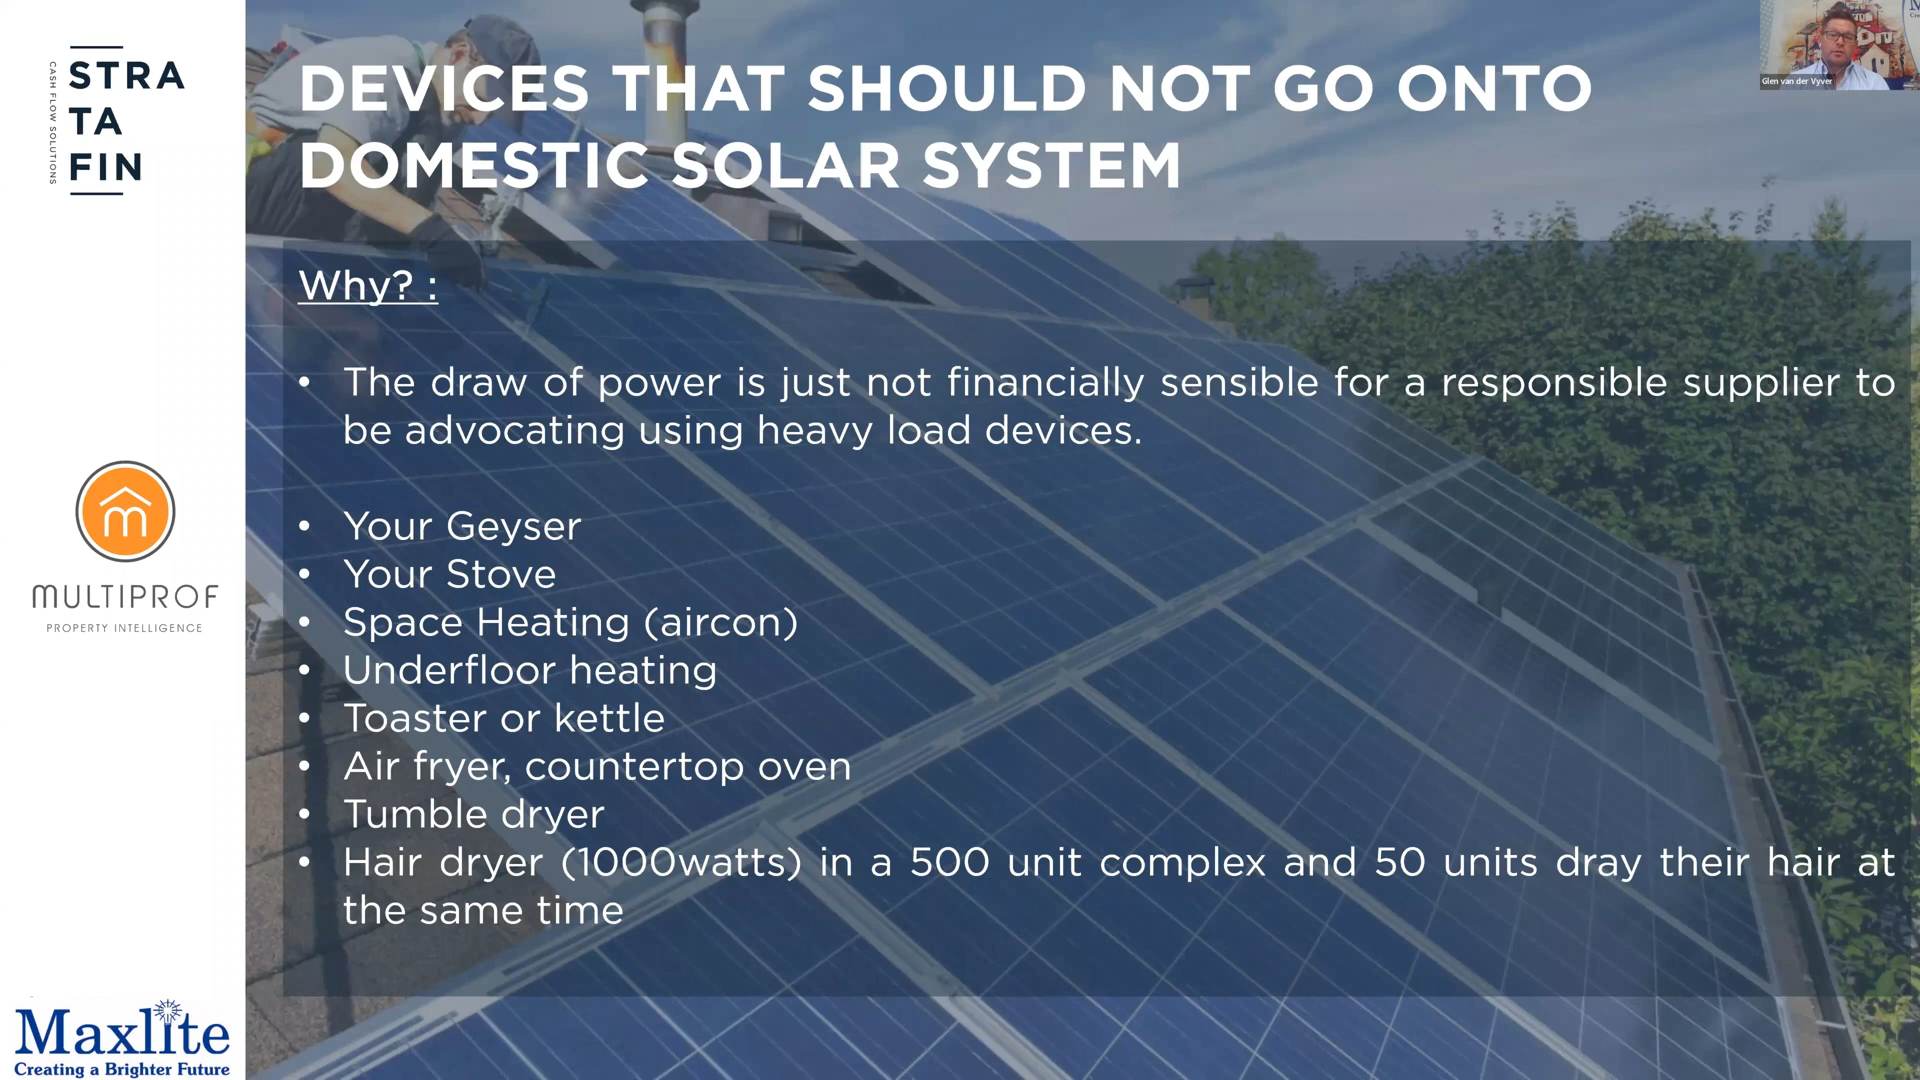 STRA
TA
FIN
CASH FLOW SOLUTIONS
DEVICES THAT SHOULD NOT GO ONTO
DOMESTIC SOLAR SYSTEM
Glen van der Vyver
Why? :
• The draw of power is just not financially sensible for a responsible supplier to
be advocating using heavy load devices.
• Your Geyser
• Your Stove
• Space Heating (aircon)
• Underfloor heating
• Toaster or kettle
• Air fryer, countertop oven
• Tumble dryer
• Hair dryer (1000watts) in a 500 unit complex and 50 units dray their hair at
the same time
m
MULTIPROF
PROPERTY INTELLIGENCE
Maxlite
Creating a Brighter Future